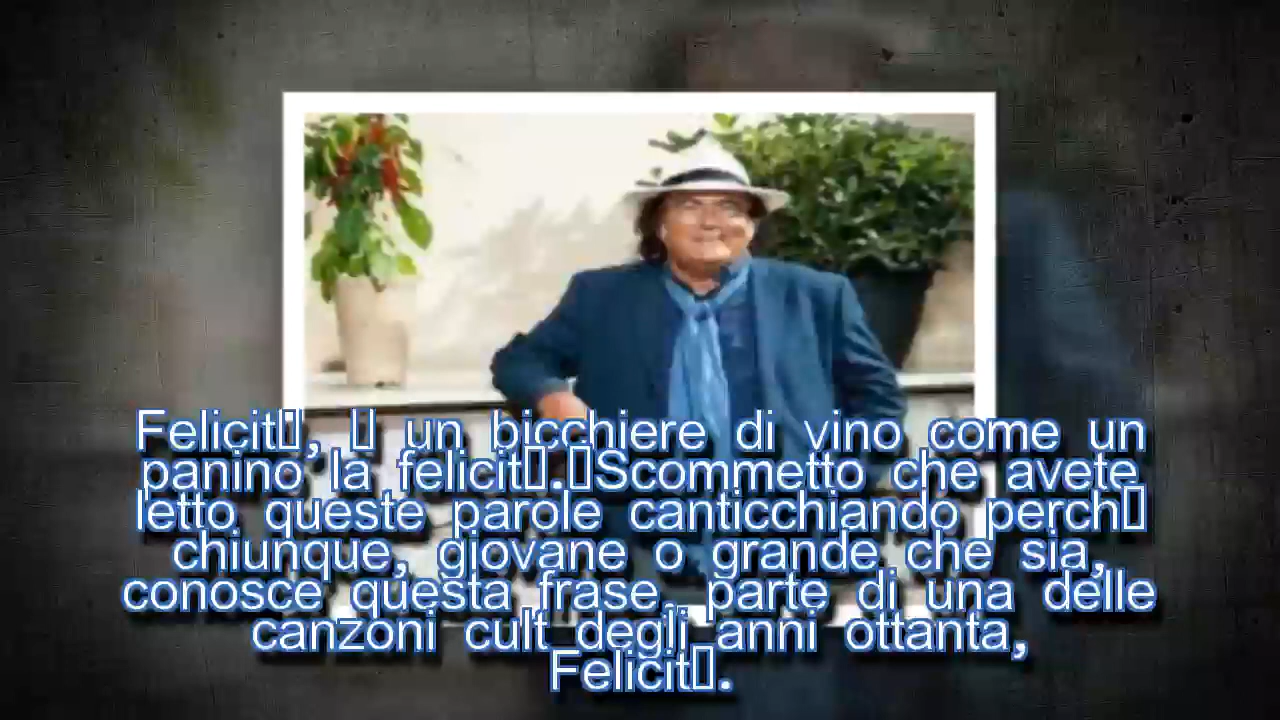 Felicit▯, ▯ un bicchiere di vino come un
panino la felicit▯.▯Scommetto che avete
letto queste parole canticchiando perch▯
chiunque, giovane o grande che sia,
conosce questa frase, parte di una delle
canzoni cult degli anni ottanta,
Felicit▯.